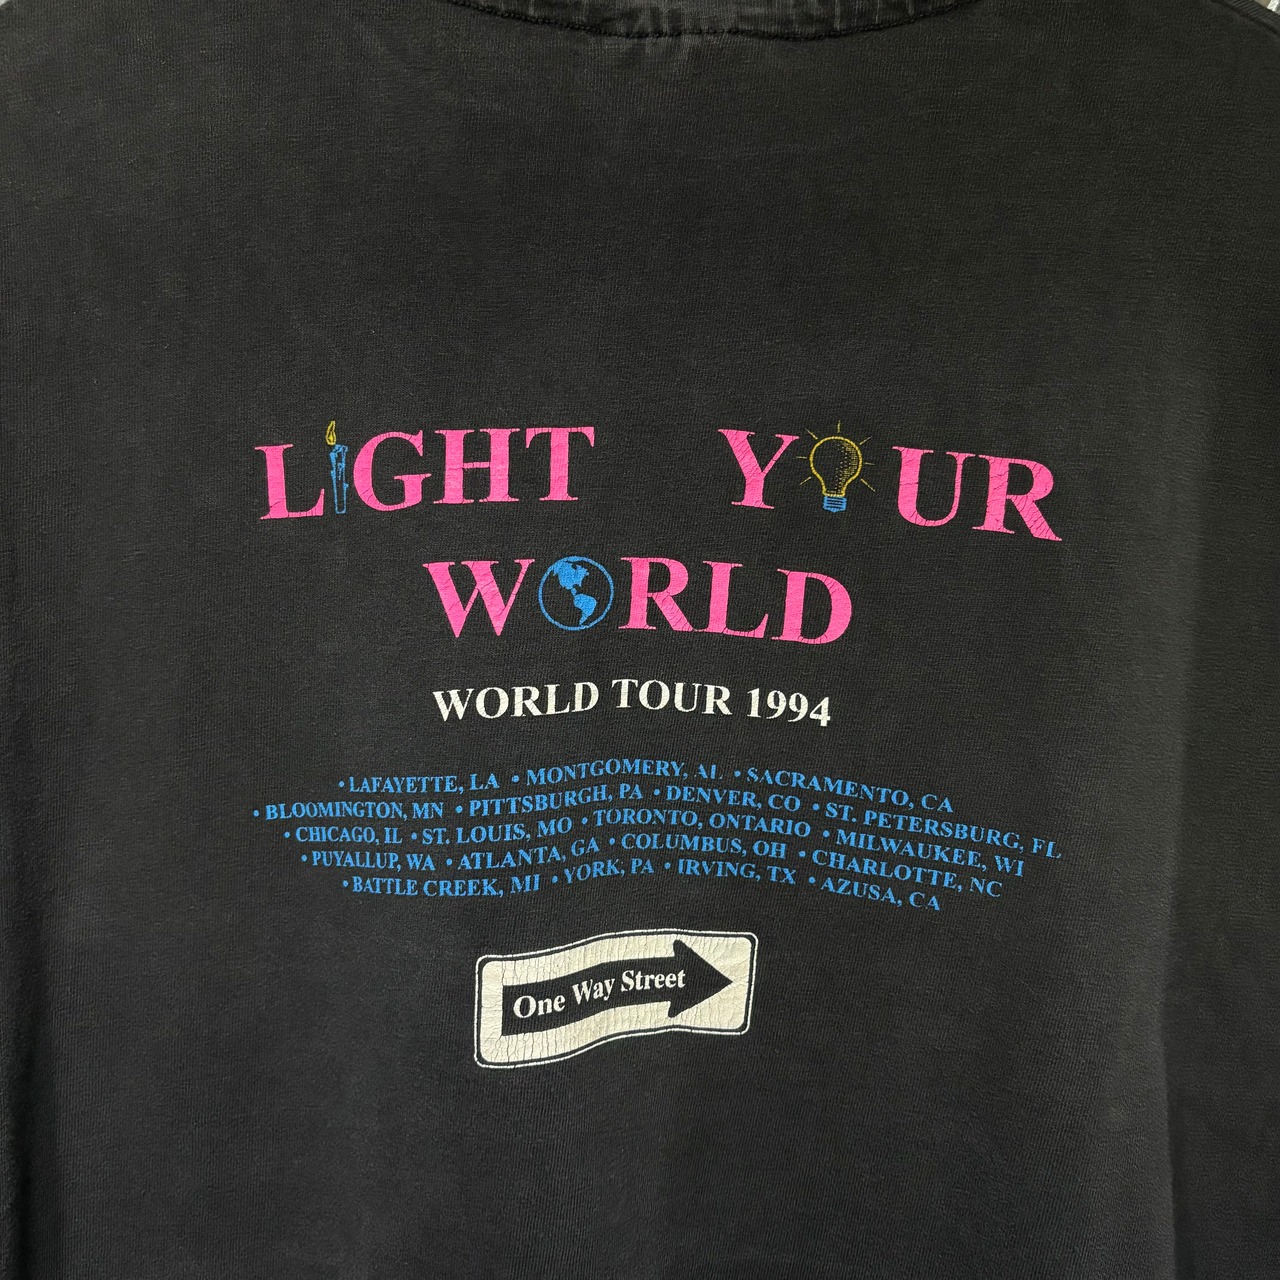 LIGHT YOUR
WORLD
WORLD TOUR 1994
• LAFAYETTE, LA • MONTGOMERY, AL • SACRAMENTO, CA
• BLOOMINGTON, MN • PITTSBURGH, PA • DENVER, CO • ST. PETERSBURG, FL
• CHICAGO, IL • ST. LOUIS, MO • TORONTO, ONTARIO • MILWAUKEE, WI
• PUYALLUP, WA • ATLANTA, GA • COLUMBUS, OH • CHARLOTTE, NC
• BATTLE CREEK, MI • YORK, PA • IRVING, TX • AZUSA, CA
One Way Street